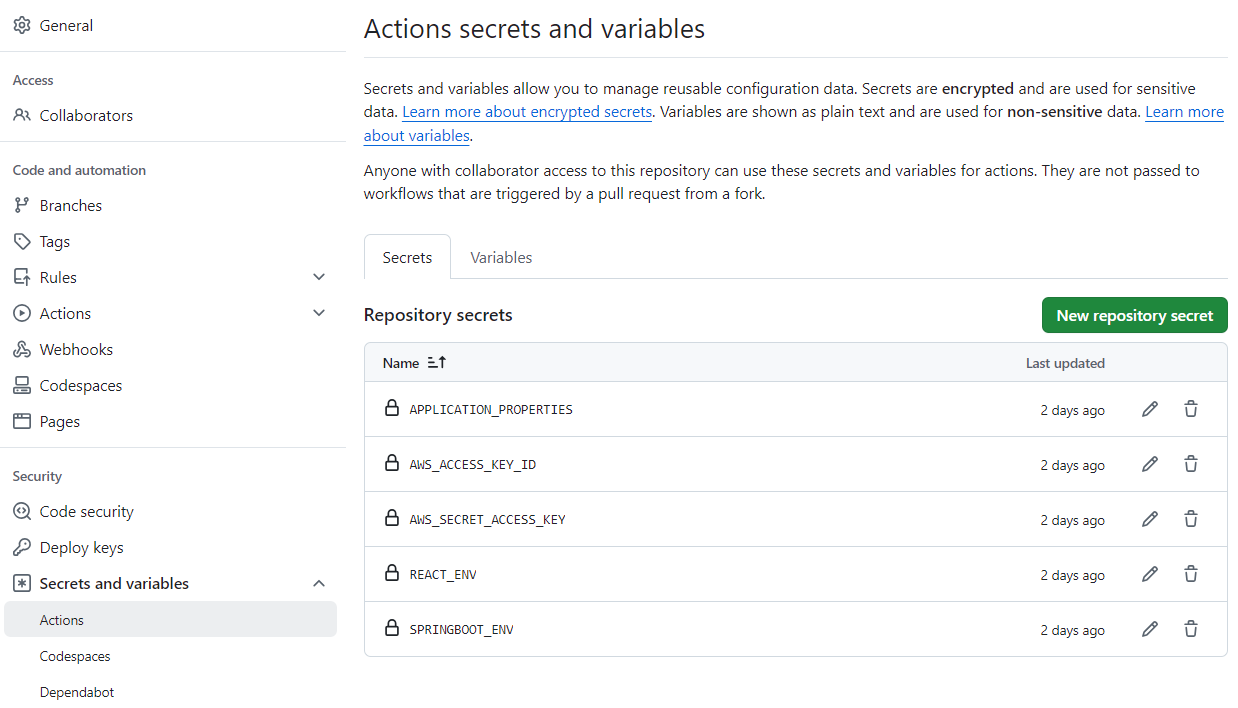 General
Access
Collaborators
Code and automation
Branches
Tags
Rules
Actions
Webhooks
Codespaces
Pages
Security
Code security
Deploy keys
Secrets and variables
Actions
Codespaces
Dependabot
Actions secrets and variables
Secrets and variables allow you to manage reusable configuration data. Secrets are encrypted and are used for sensitive
data. Learn more about encrypted secrets. Variables are shown as plain text and are used for non-sensitive data. Learn more
about variables.
Anyone with collaborator access to this repository can use these secrets and variables for actions. They are not passed to
workflows that are triggered by a pull request from a fork.
Secrets Variables
Repository secrets New repository secret
Name Last updated
APPLICATION_PROPERTIES 2 days ago
AWS_ACCESS_KEY_ID 2 days ago
AWS_SECRET_ACCESS_KEY 2 days ago
REACT_ENV 2 days ago
SPRINGBOOT_ENV 2 days ago